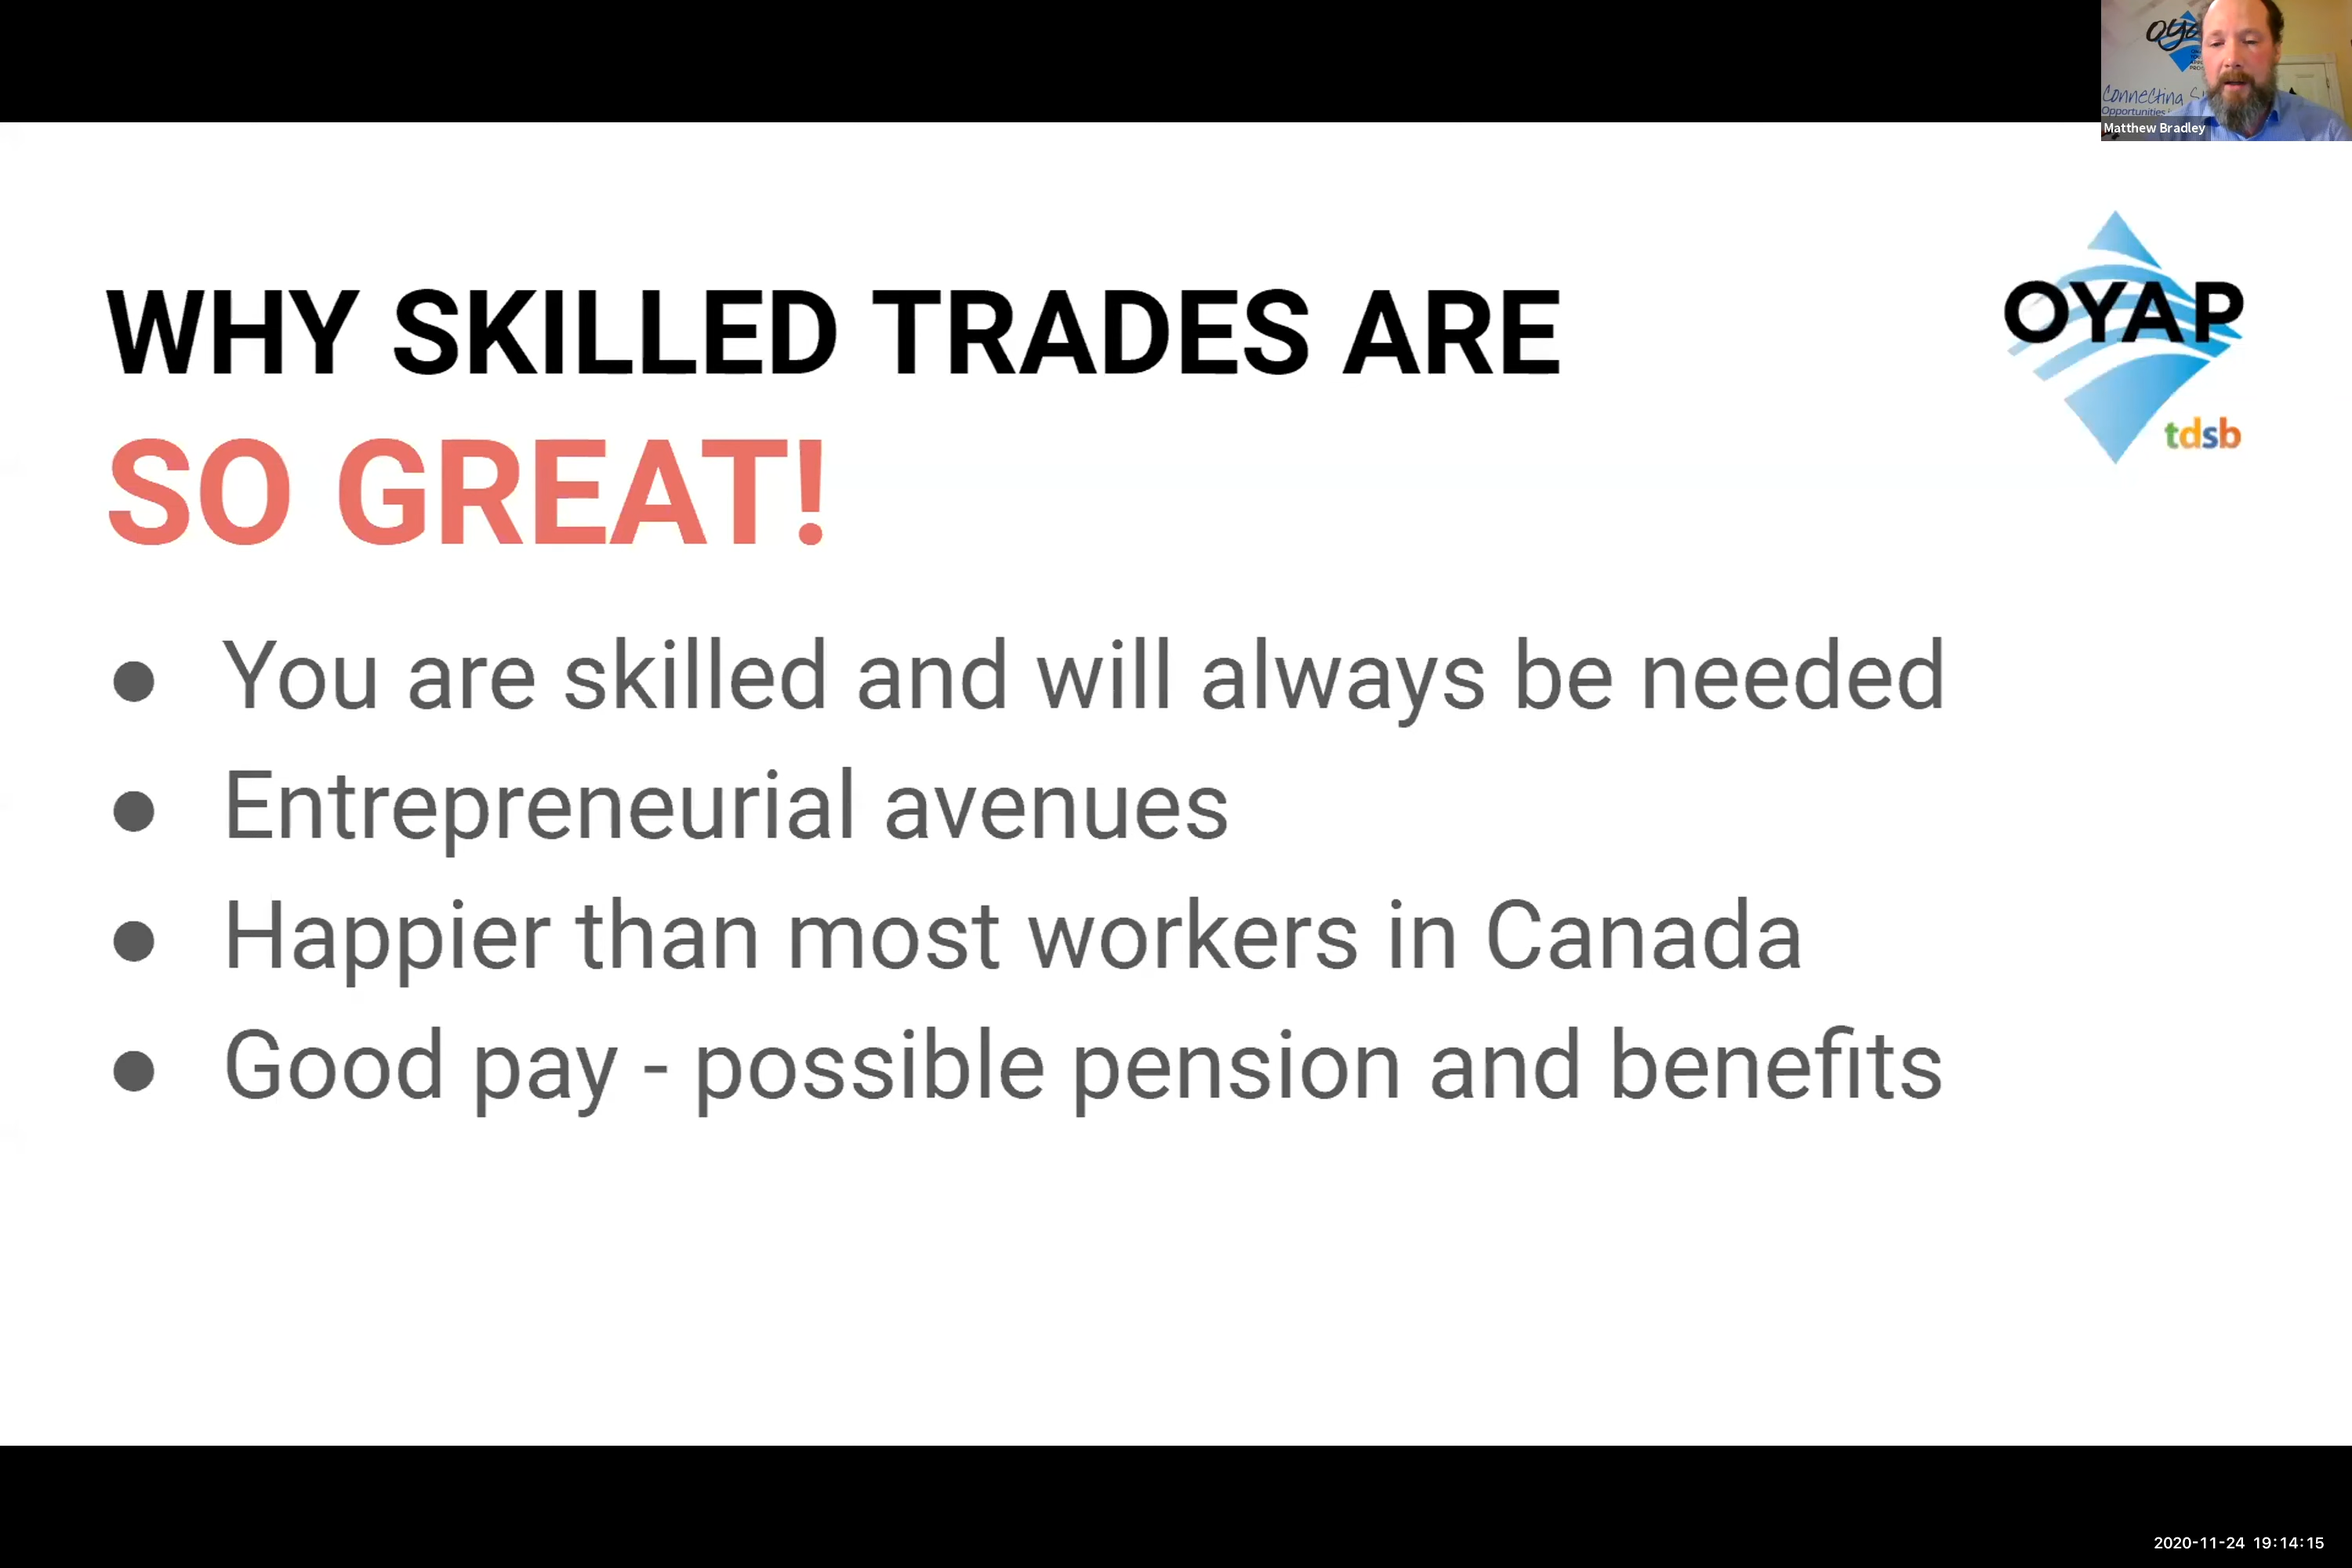 Connecting
Opportunities
Matthew Bradley
OYAP
tdsb
WHY SKILLED TRADES ARE
SO GREAT!
● You are skilled and will always be needed
● Entrepreneurial avenues
● Happier than most workers in Canada
● Good pay - possible pension and benefits
2020-11-24 19:14:15